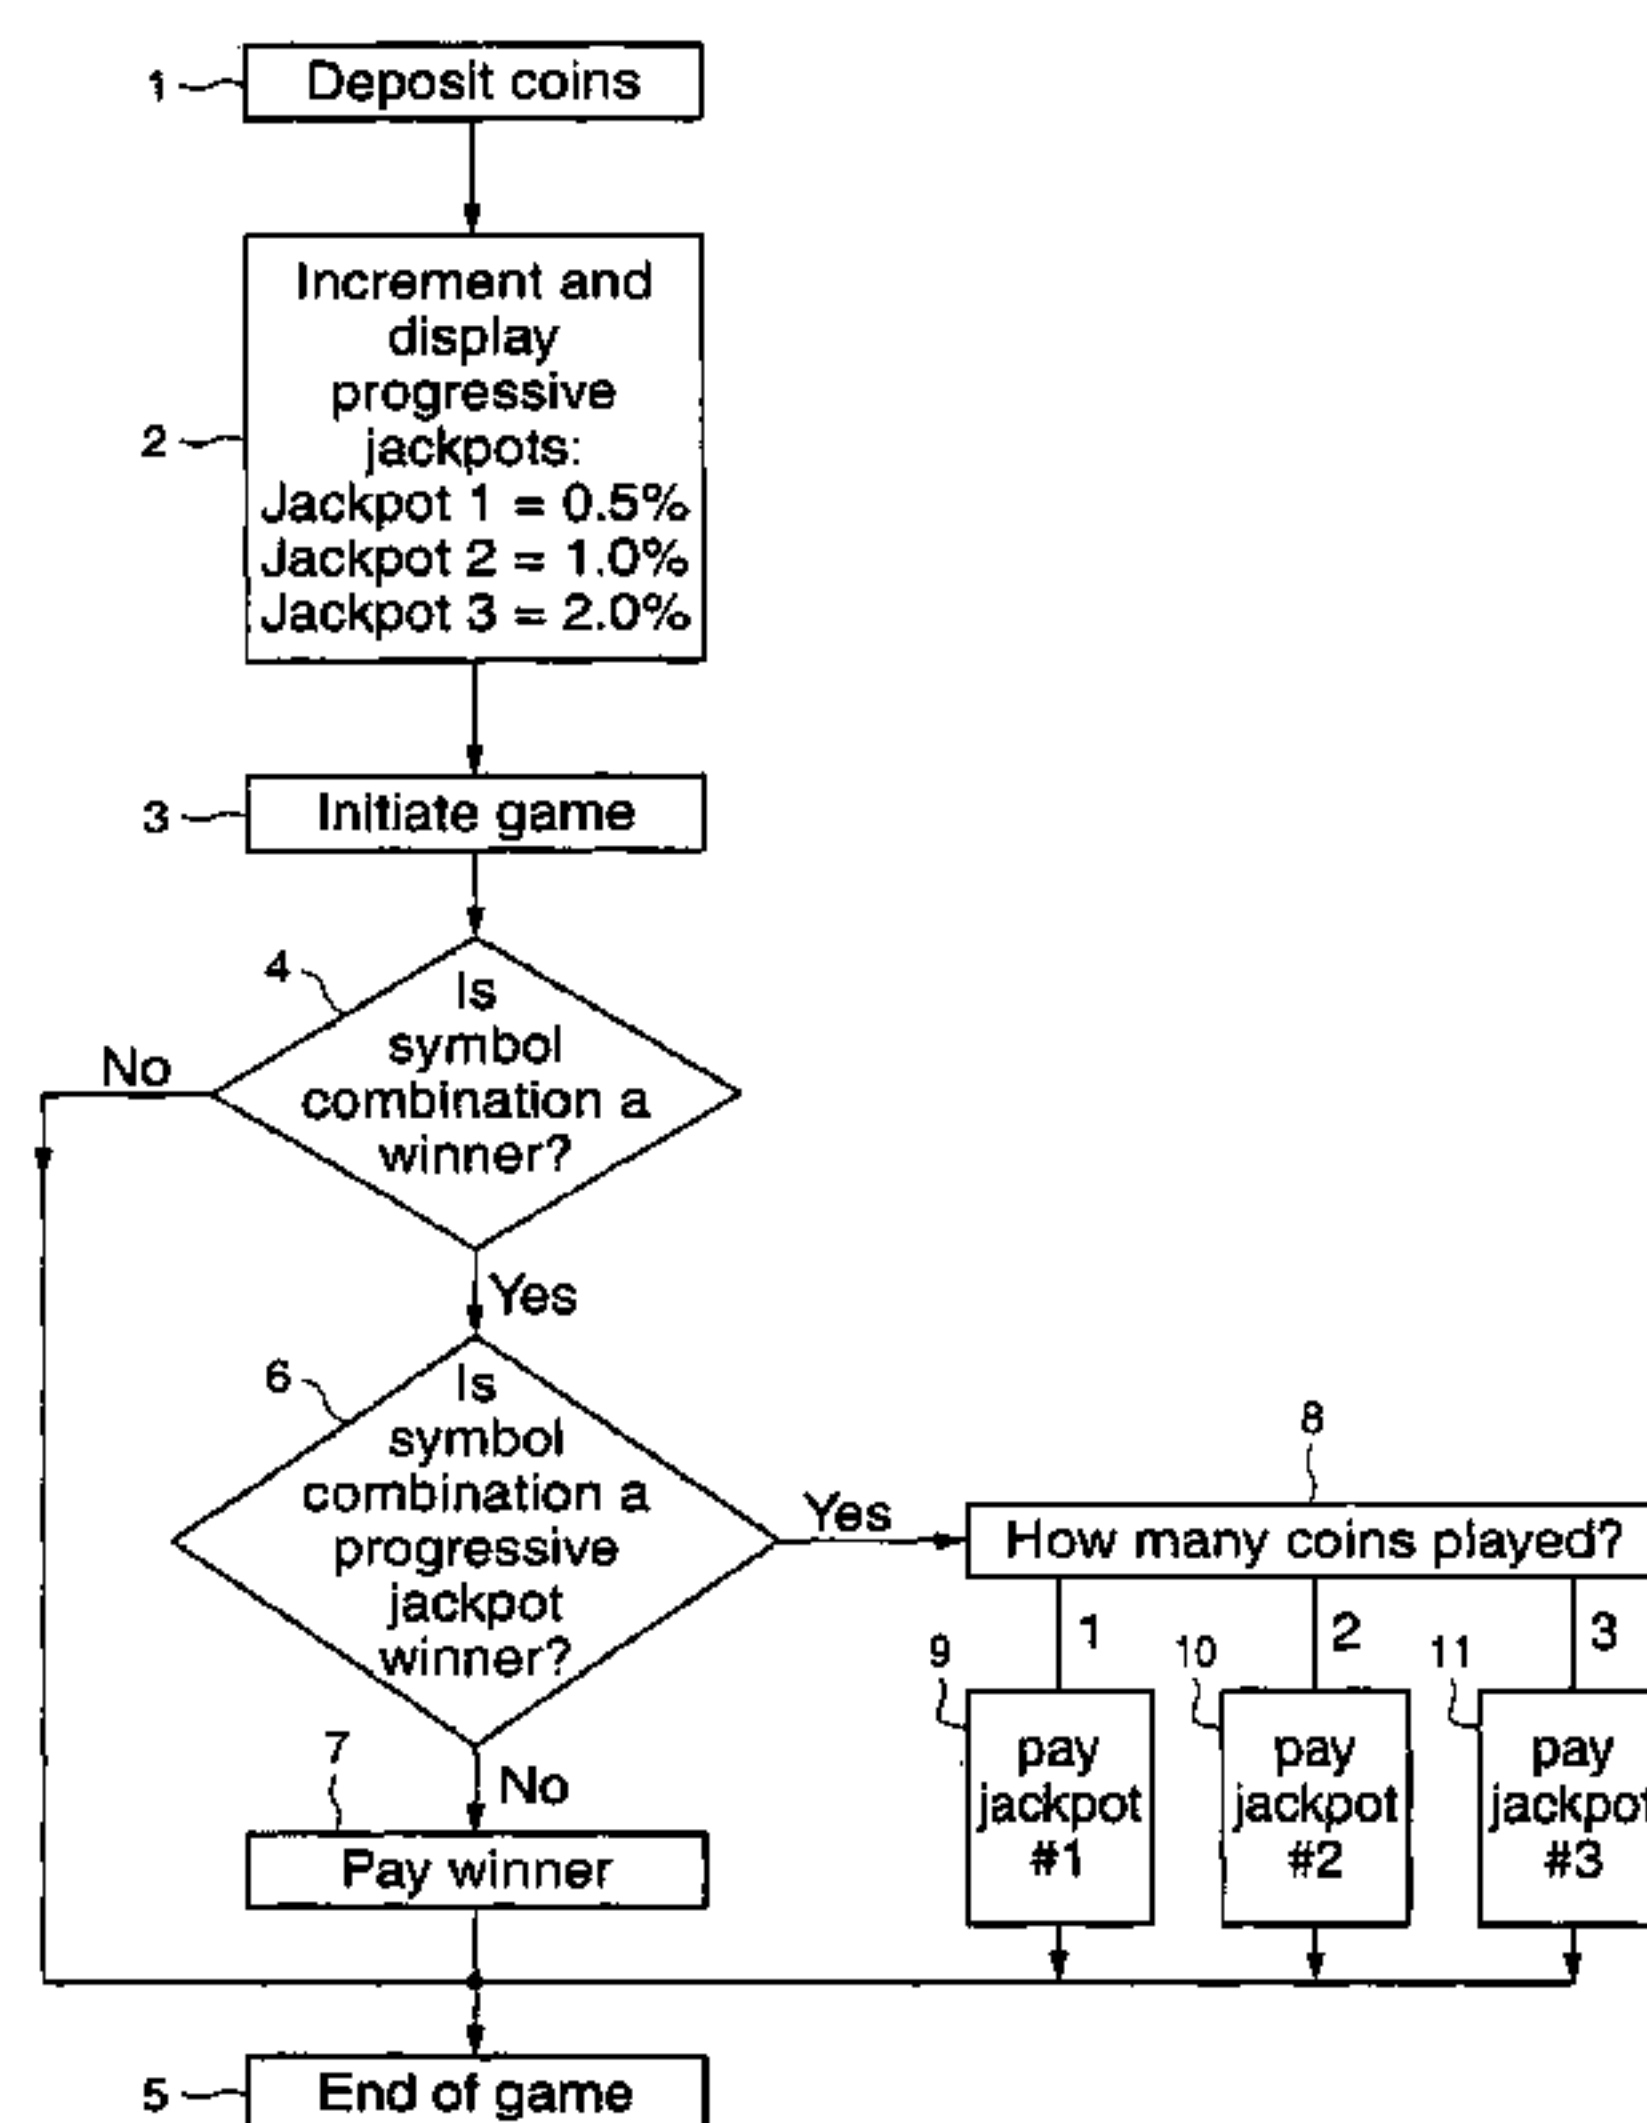 1
Deposit coins
Increment and
display
progressive
2
jackpots:
Jackpot 1 = 0.5%
Jackpot 2 = 1.0%
Jackpot 3 = 2.0%
3
Initiate game
4
Is
symbol
No
combination a
winner?
Yes
6
Is
symbol
combination a
progressive
jackpot
winner?
Yes
8
How many coins played?
1
2
3
9
10
11
pay
jackpot
#1
pay
jackpot
#2
pay
jackpot
#3
No
7
Pay winner
5
End of game